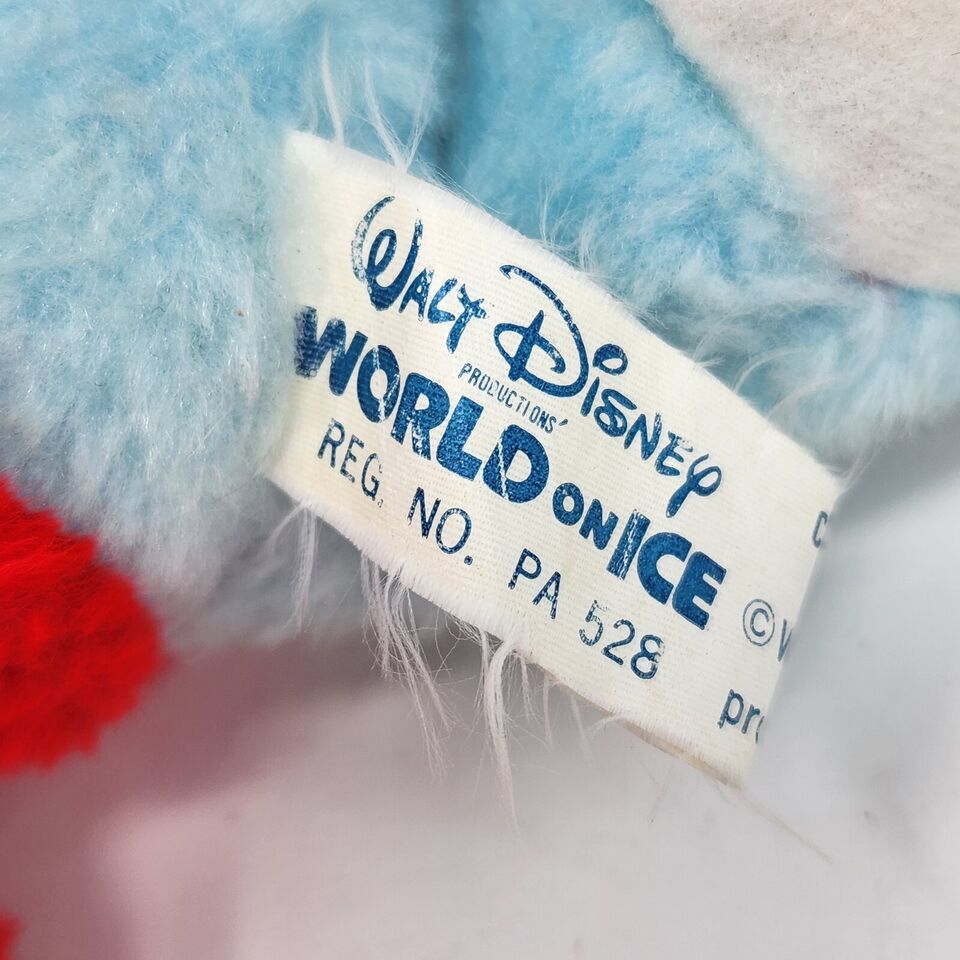 WALT DISNEY
PRODUCTIONS'
WORLD ON ICE
REG. NO. PA 528
©